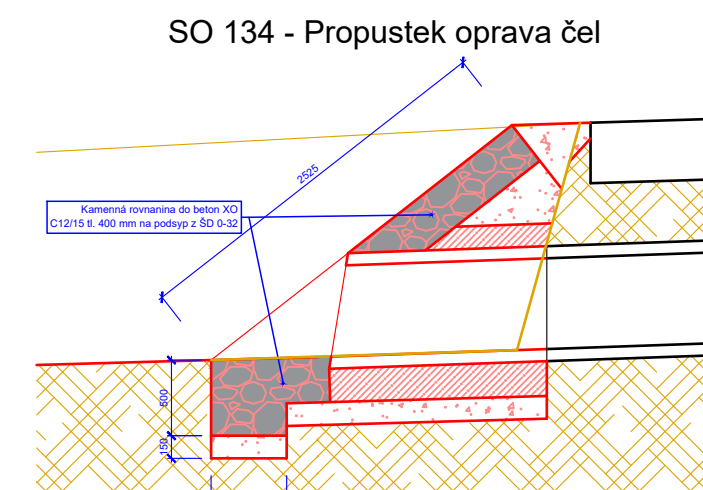 SO 134 - Propustek oprava čel
2525
Kamenná rovnanina do beton XO
C12/15 tl. 400 mm na podsyp z ŠD 0-32
500
150